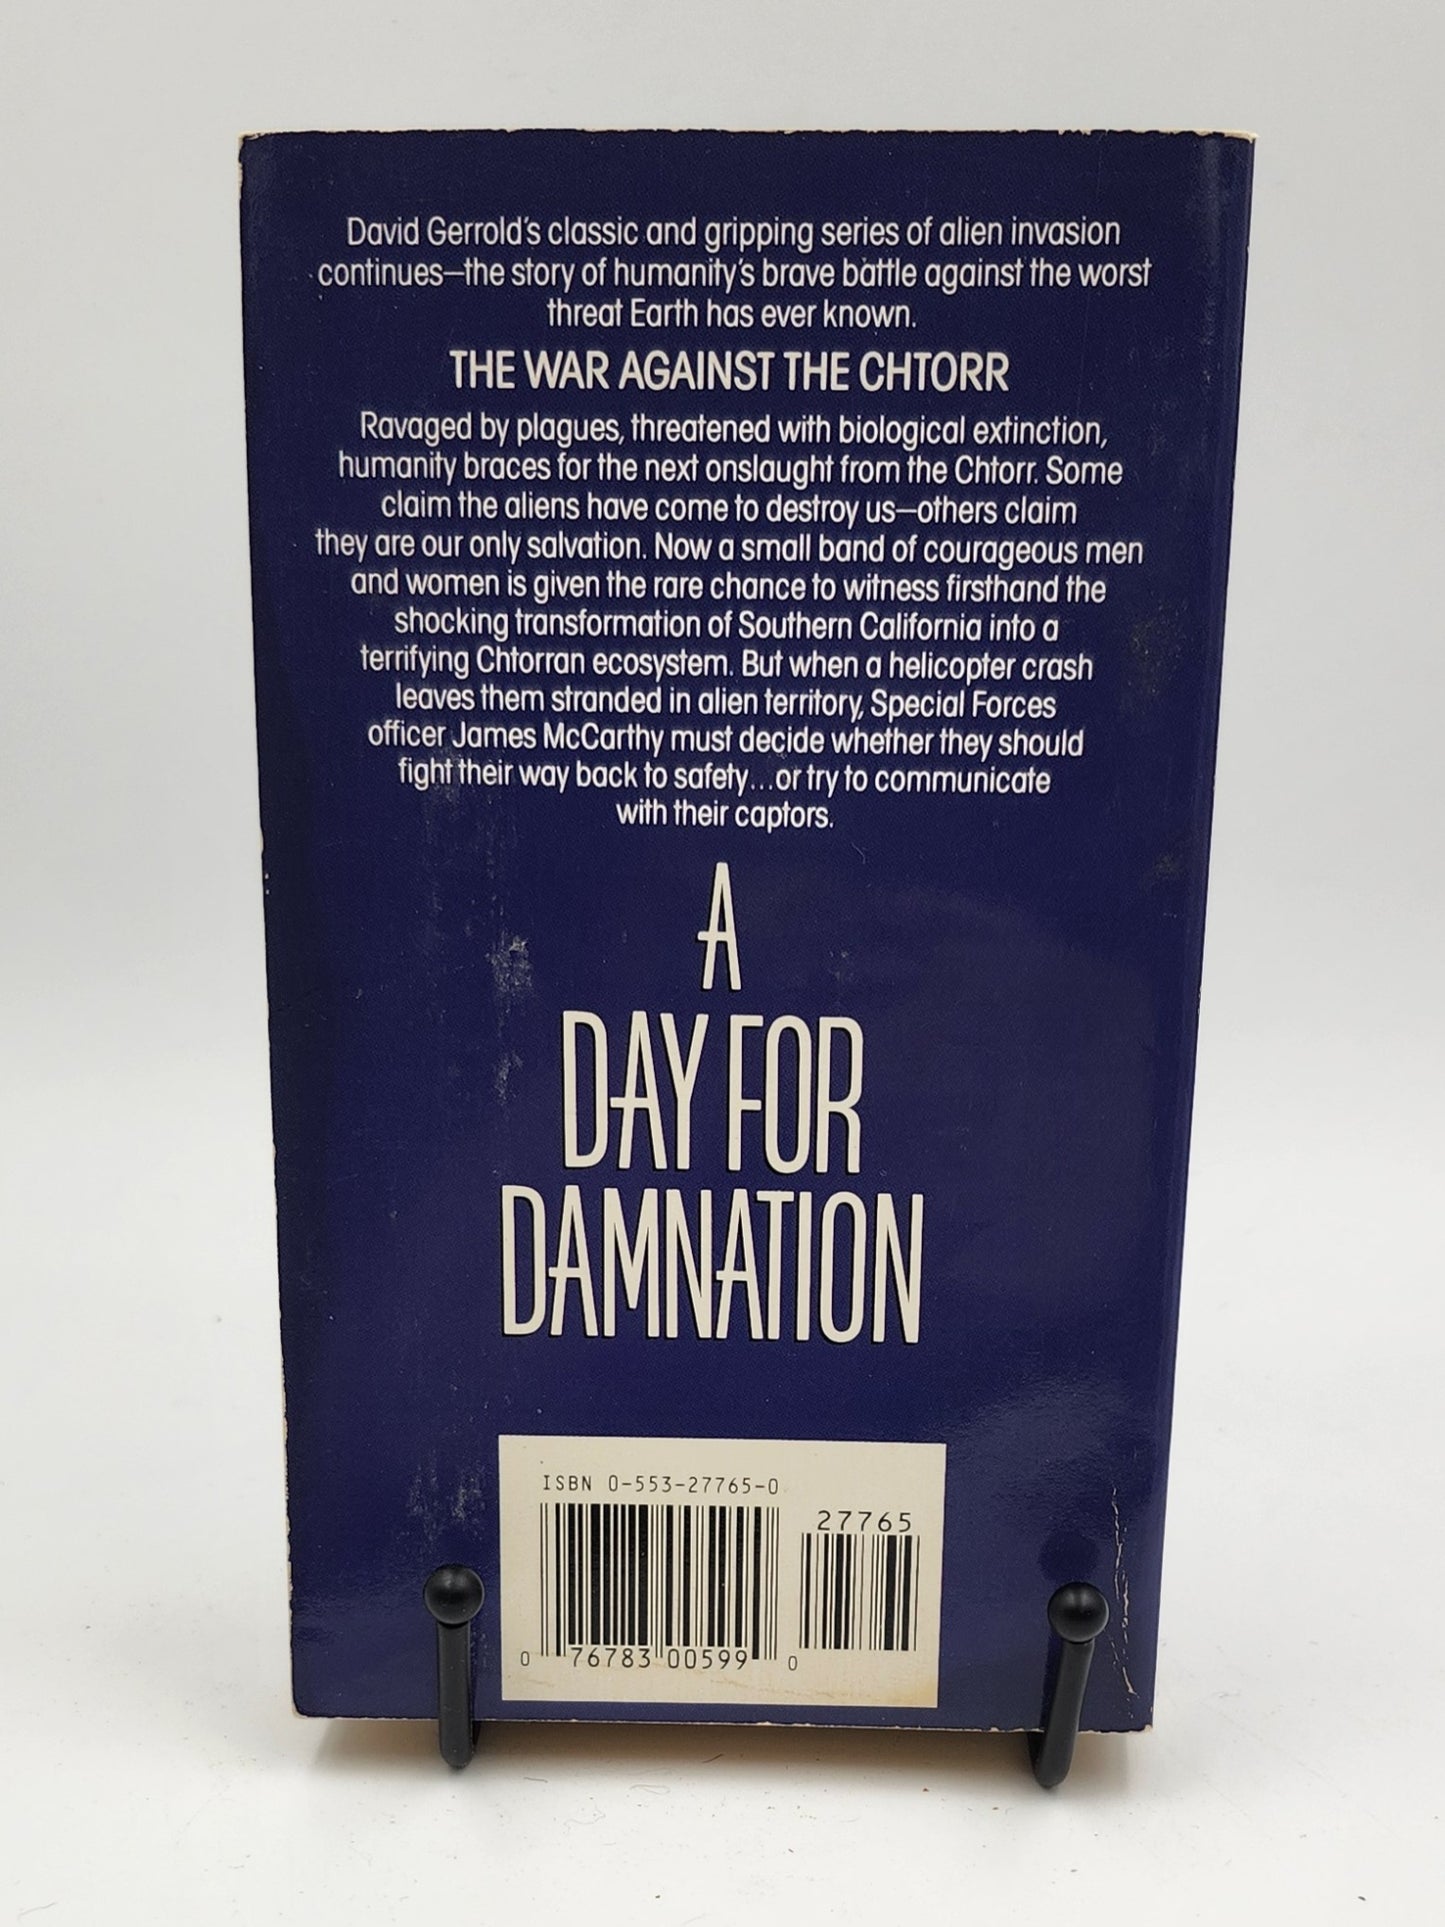 David Gerrold's classic and gripping series of alien invasion
continues—the story of humanity's brave battle against the worst
threat Earth has ever known.
THE WAR AGAINST THE CHTORR
Ravaged by plagues, threatened with biological extinction,
humanity braces for the next onslaught from the Chtorr. Some
claim the aliens have come to destroy us—others claim
they are our only salvation. Now a small band of courageous men
and women is given the rare chance to witness firsthand the
shocking transformation of Southern California into a
terrifying Chtorran ecosystem. But when a helicopter crash
leaves them stranded in alien territory, Special Forces
officer James McCarthy must decide whether they should
fight their way back to safety...or try to communicate
with their captors.
A
DAY FOR
DAMNATION
ISBN 0-553-27765-0
27765
0 76783 00599 0